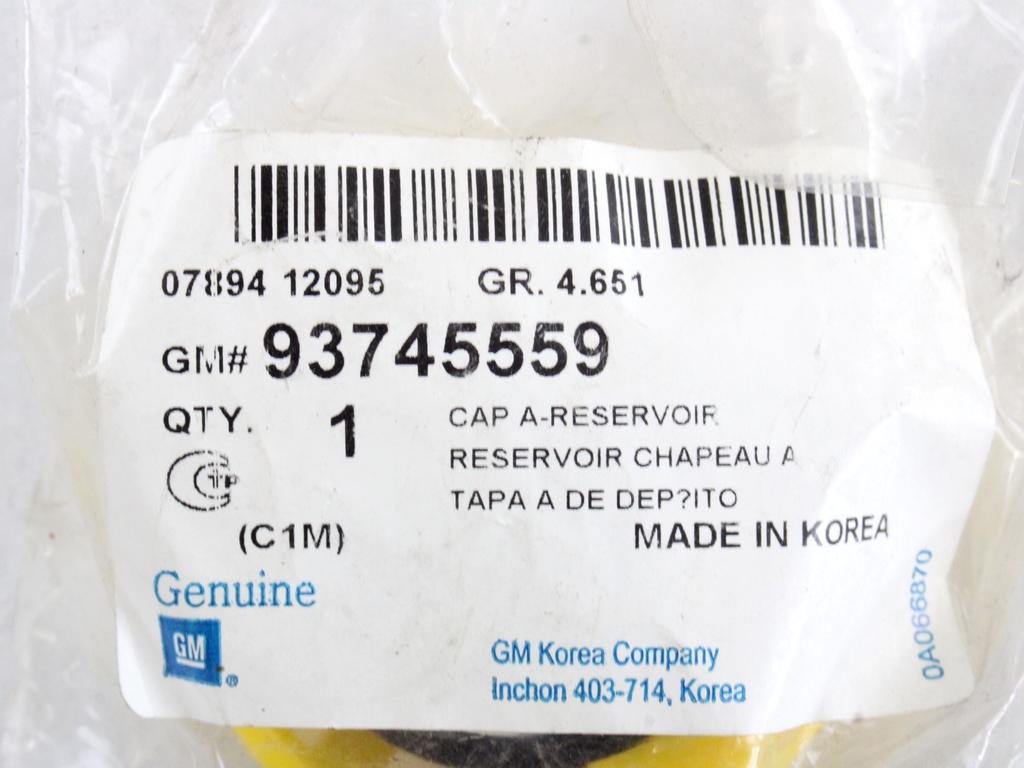 07894 12095 GR. 4.651
GM# 93745559
QTY. 1
CAP A-RESERVOIR
RESERVOIR CHAPEAU A
TAPA A DE DEP?ITO
(C1M)
MADE IN KOREA
Genuine
GM ®
GM Korea Company
Inchon 403-714, Korea
0A066870